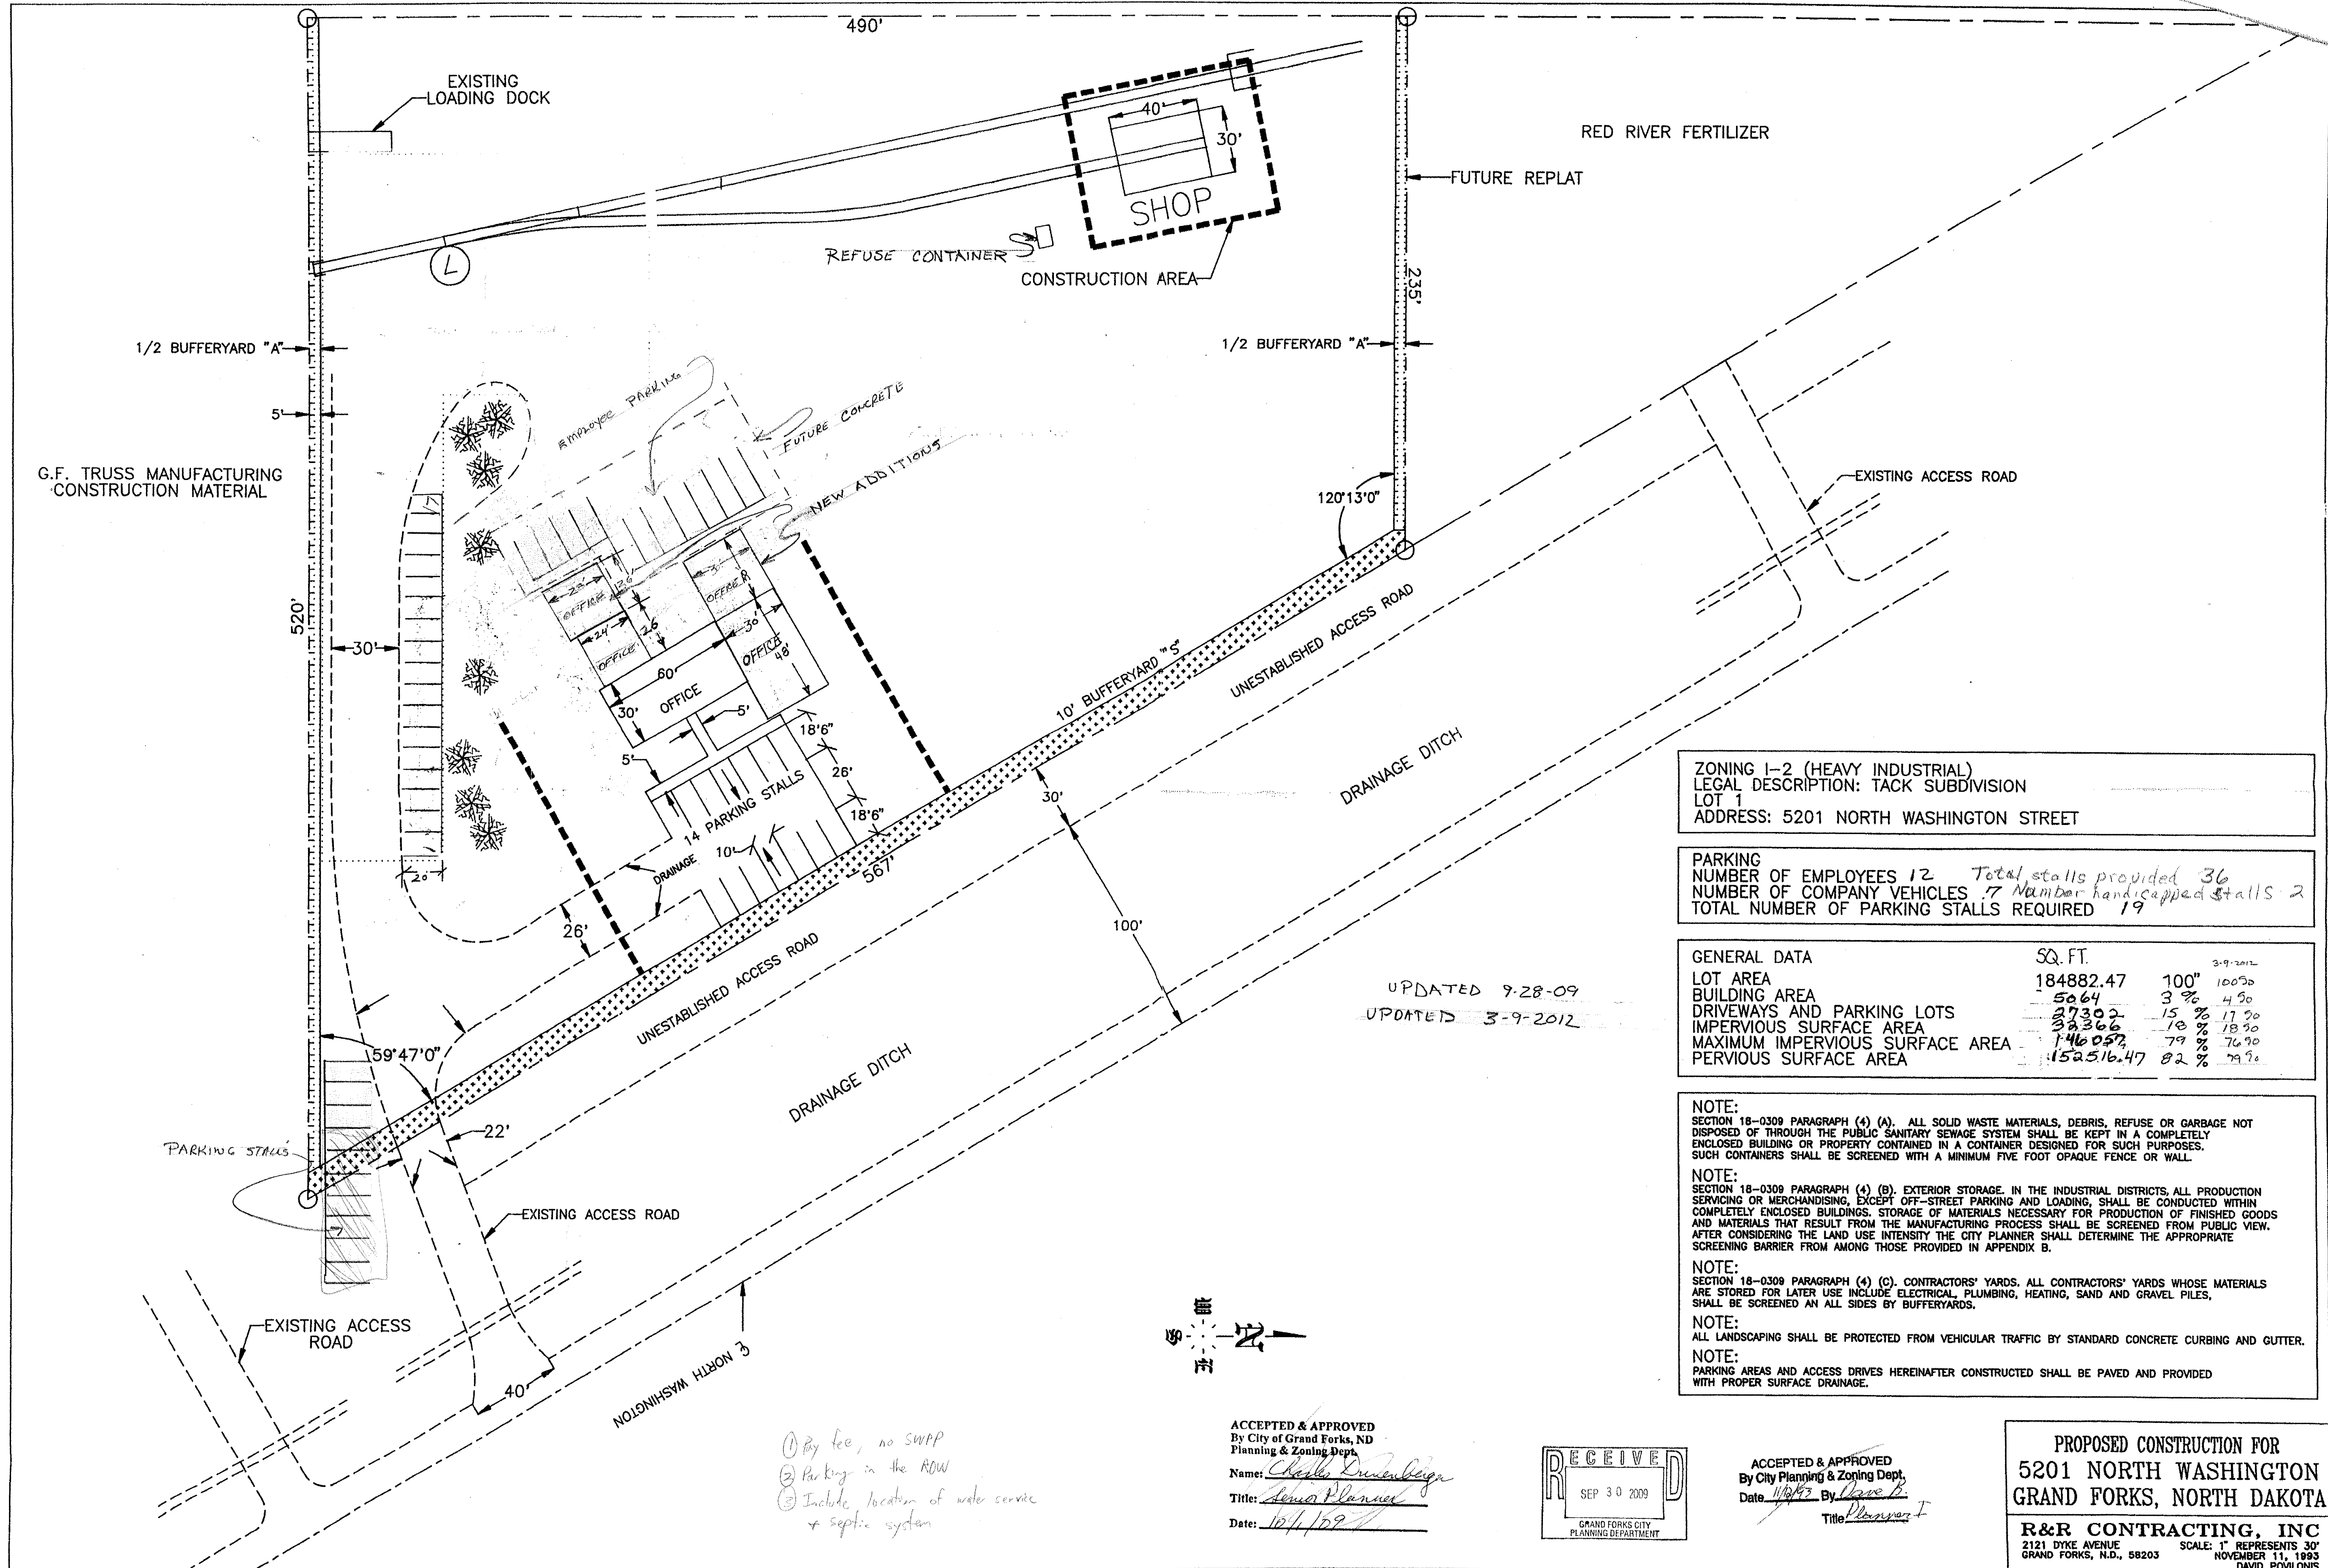 490'
EXISTING
LOADING DOCK
40'
30'
SHOP
RED RIVER FERTILIZER
FUTURE REPLAT
L
REFUSE CONTAINER
CONSTRUCTION AREA
235'
1/2 BUFFERYARD "A"
1/2 BUFFERYARD "A"
5'
EMPLOYEE PARKING
FUTURE CONCRETE
NEW ADDITIONS
G.F. TRUSS MANUFACTURING
CONSTRUCTION MATERIAL
120°13'0"
EXISTING ACCESS ROAD
520'
30'
OFFICE
OFFICE
24'
26'
OFFICE
30'
OFFICE
48'
60'
OFFICE
30'
5'
5'
18'6"
26'
18'6"
14 PARKING STALLS
10'
DRAINAGE
20'
26'
567'
10' BUFFERYARD "S"
UNESTABLISHED ACCESS ROAD
30'
100'
DRAINAGE DITCH
UNESTABLISHED ACCESS ROAD
DRAINAGE DITCH
59°47'0"
22'
PARKING STALLS
EXISTING ACCESS ROAD
EXISTING ACCESS
ROAD
40'
℄ NORTH WASHINGTON
UPDATED 9-28-09
UPDATED 3-9-2012
ZONING I-2 (HEAVY INDUSTRIAL)
LEGAL DESCRIPTION: TACK SUBDIVISION
LOT 1
ADDRESS: 5201 NORTH WASHINGTON STREET
PARKING
NUMBER OF EMPLOYEES 12 Total stalls provided 36
NUMBER OF COMPANY VEHICLES 7 Number handicapped stalls 2
TOTAL NUMBER OF PARKING STALLS REQUIRED 19
GENERAL DATA SQ. FT. 3-9-2012
LOT AREA 184882.47 100" 100%
BUILDING AREA 5064 3 % 4%
DRIVEWAYS AND PARKING LOTS 27302 15 % 17%
IMPERVIOUS SURFACE AREA 32366 18 % 18%
MAXIMUM IMPERVIOUS SURFACE AREA 146057 79 % 76%
PERVIOUS SURFACE AREA 152516.47 82 % 79%
NOTE:
SECTION 18-0309 PARAGRAPH (4) (A). ALL SOLID WASTE MATERIALS, DEBRIS, REFUSE OR GARBAGE NOT
DISPOSED OF THROUGH THE PUBLIC SANITARY SEWAGE SYSTEM SHALL BE KEPT IN A COMPLETELY
ENCLOSED BUILDING OR PROPERTY CONTAINED IN A CONTAINER DESIGNED FOR SUCH PURPOSES.
SUCH CONTAINERS SHALL BE SCREENED WITH A MINIMUM FIVE FOOT OPAQUE FENCE OR WALL.
NOTE:
SECTION 18-0309 PARAGRAPH (4) (B). EXTERIOR STORAGE. IN THE INDUSTRIAL DISTRICTS, ALL PRODUCTION
SERVICING OR MERCHANDISING, EXCEPT OFF-STREET PARKING AND LOADING, SHALL BE CONDUCTED WITHIN
COMPLETELY ENCLOSED BUILDINGS. STORAGE OF MATERIALS NECESSARY FOR PRODUCTION OF FINISHED GOODS
AND MATERIALS THAT RESULT FROM THE MANUFACTURING PROCESS SHALL BE SCREENED FROM PUBLIC VIEW.
AFTER CONSIDERING THE LAND USE INTENSITY THE CITY PLANNER SHALL DETERMINE THE APPROPRIATE
SCREENING BARRIER FROM AMONG THOSE PROVIDED IN APPENDIX B.
NOTE:
SECTION 18-0309 PARAGRAPH (4) (C). CONTRACTORS' YARDS. ALL CONTRACTORS' YARDS WHOSE MATERIALS
ARE STORED FOR LATER USE INCLUDE ELECTRICAL, PLUMBING, HEATING, SAND AND GRAVEL PILES,
SHALL BE SCREENED AN ALL SIDES BY BUFFERYARDS.
NOTE:
ALL LANDSCAPING SHALL BE PROTECTED FROM VEHICULAR TRAFFIC BY STANDARD CONCRETE CURBING AND GUTTER.
NOTE:
PARKING AREAS AND ACCESS DRIVES HEREINAFTER CONSTRUCTED SHALL BE PAVED AND PROVIDED
WITH PROPER SURFACE DRAINAGE.
W
S N
E
① Pay fee, no SWPP
② Parking in the ROW
③ Include location of water service
+ septic system
ACCEPTED & APPROVED
By City of Grand Forks, ND
Planning & Zoning Dept.
Name: Charles
Title: Senior Planner
Date: 10/1/09
RECEIVED
SEP 30 2009
GRAND FORKS CITY
PLANNING DEPARTMENT
ACCEPTED & APPROVED
By City Planning & Zoning Dept.
Date 11/12/93 By Dave B.
Title Planner I
PROPOSED CONSTRUCTION FOR
5201 NORTH WASHINGTON
GRAND FORKS, NORTH DAKOTA
R&R CONTRACTING, INC
2121 DYKE AVENUE SCALE: 1" REPRESENTS 30'
GRAND FORKS, N.D., 58203 NOVEMBER 11, 1993
DAVID POVILONIS